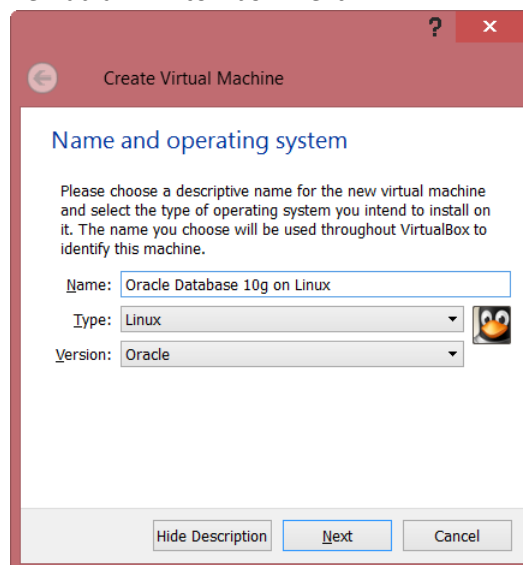 ?
Create Virtual Machine
Name and operating system
Please choose a descriptive name for the new virtual machine
and select the type of operating system you intend to install on
it. The name you choose will be used throughout VirtualBox to
identify this machine.
Name: Oracle Database 10g on Linux
Type: Linux
Version: Oracle
Hide Description Next Cancel